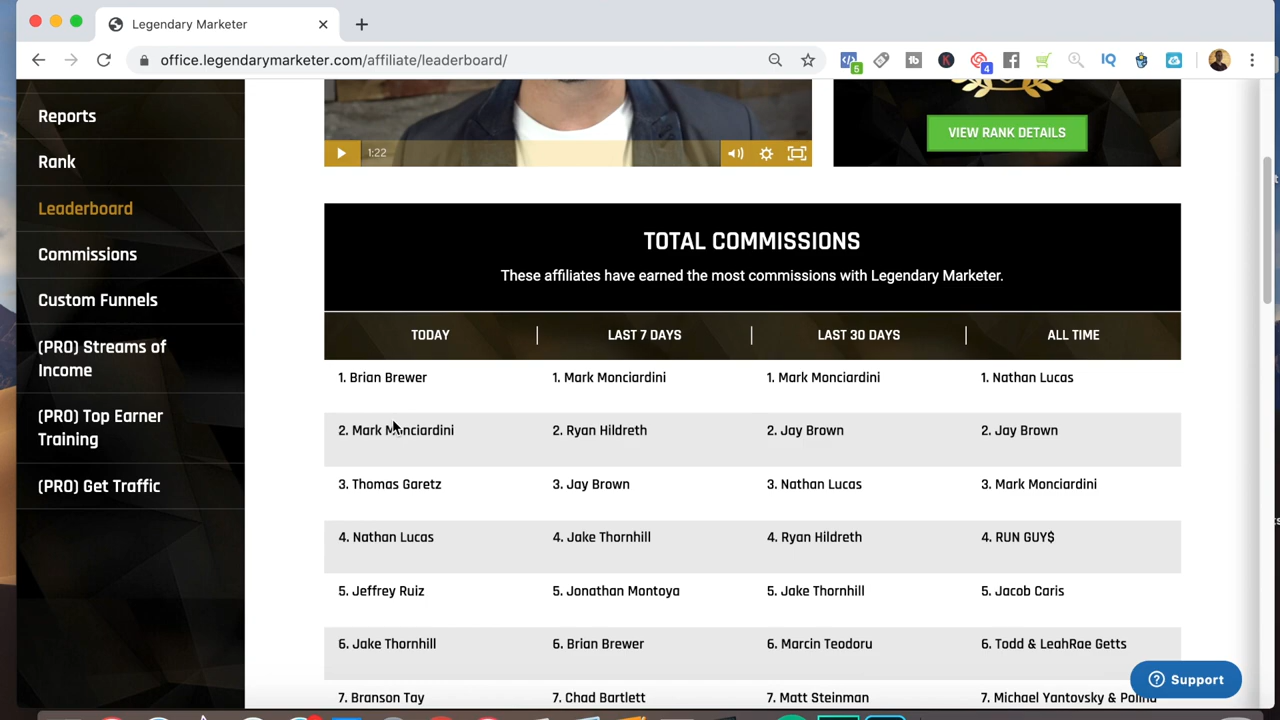 Legendary Marketer
office.legendarymarketer.com/affiliate/leaderboard/
5
tb
K
4
IQ
Reports
Rank
Leaderboard
Commissions
Custom Funnels
(PRO) Streams of
Income
(PRO) Top Earner
Training
(PRO) Get Traffic
1:22
VIEW RANK DETAILS
TOTAL COMMISSIONS
These affiliates have earned the most commissions with Legendary Marketer.
TODAY LAST 7 DAYS LAST 30 DAYS ALL TIME
1. Brian Brewer 1. Mark Monciardini 1. Mark Monciardini 1. Nathan Lucas
2. Mark Monciardini 2. Ryan Hildreth 2. Jay Brown 2. Jay Brown
3. Thomas Garetz 3. Jay Brown 3. Nathan Lucas 3. Mark Monciardini
4. Nathan Lucas 4. Jake Thornhill 4. Ryan Hildreth 4. RUN GUY$
5. Jeffrey Ruiz 5. Jonathan Montoya 5. Jake Thornhill 5. Jacob Caris
6. Jake Thornhill 6. Brian Brewer 6. Marcin Teodoru 6. Todd & LeahRae Getts
7. Branson Tay 7. Chad Bartlett 7. Matt Steinman 7. Michael Yantovsky &
Support